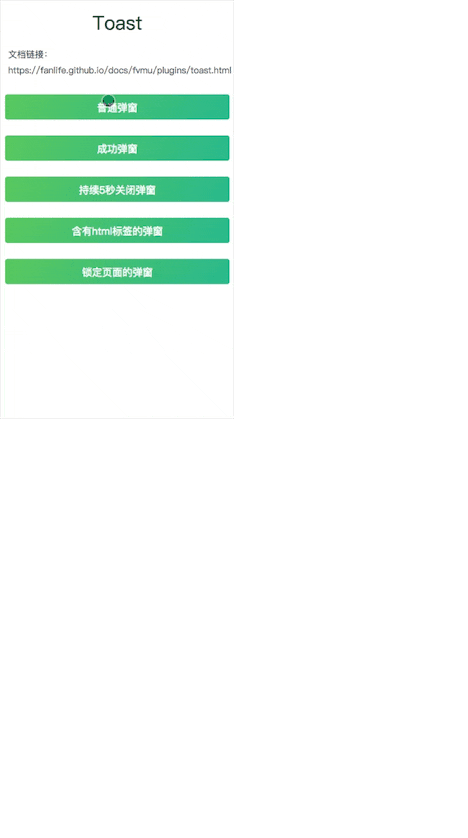 Toast
文档链接：
https://fanlife.github.io/docs/fvmu/plugins/toast.html
普通弹窗
成功弹窗
持续5秒关闭弹窗
含有html标签的弹窗
锁定页面的弹窗